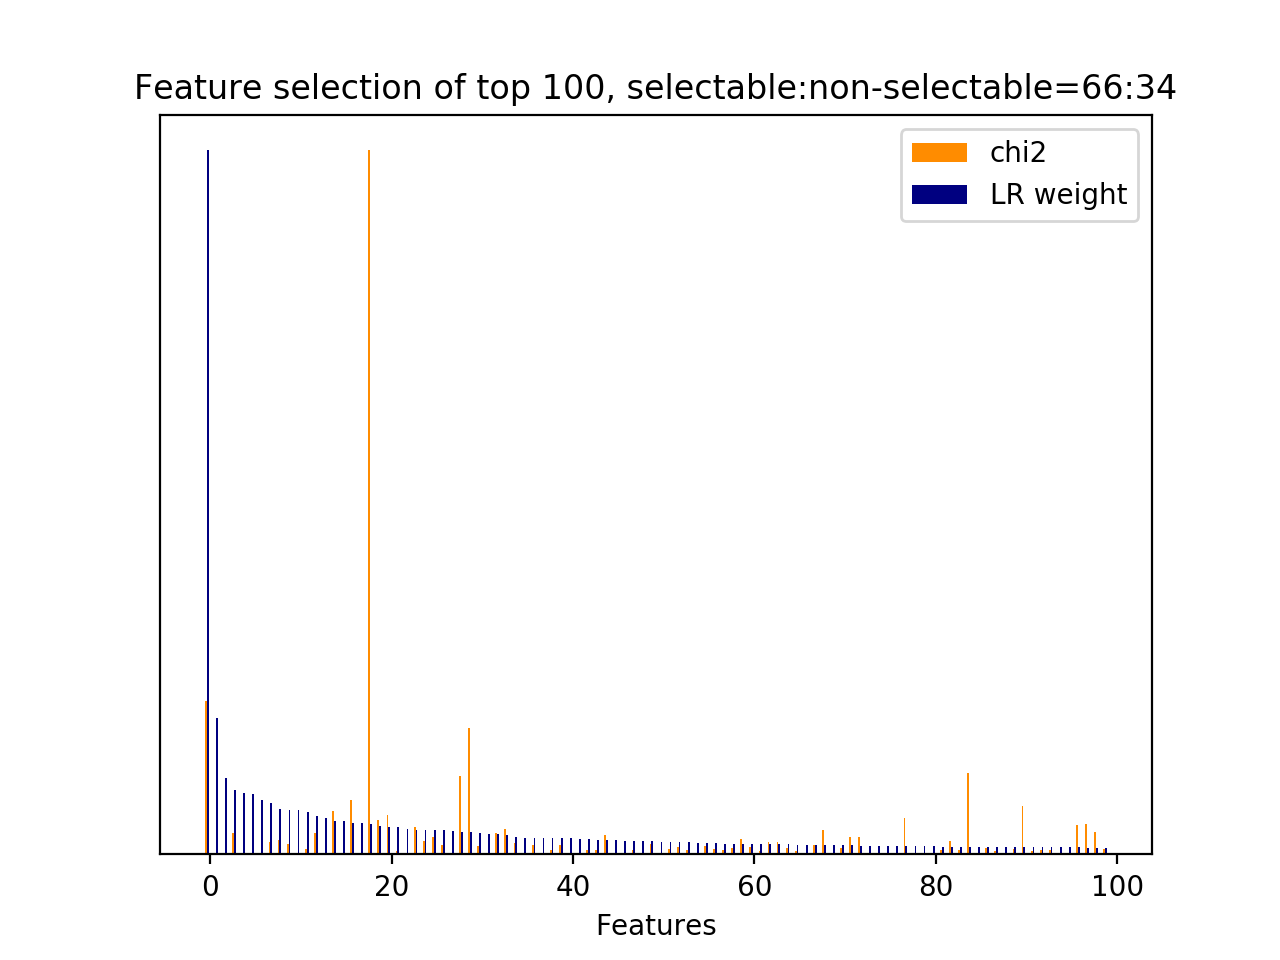 Feature selection of top 100, selectable:non-selectable=66:34
chi2
LR weight
0 20 40 60 80 100
Features